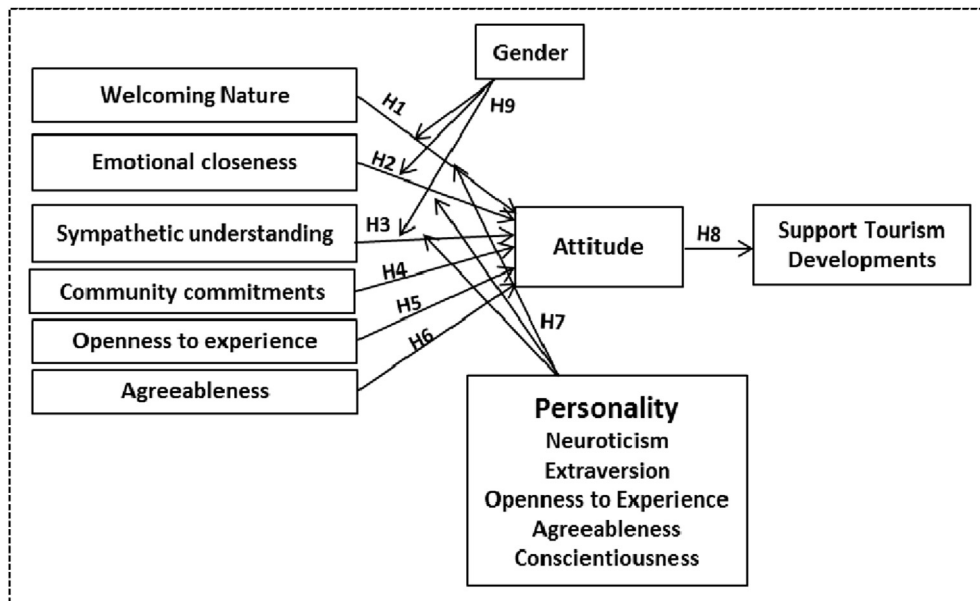 Gender
Welcoming Nature
H1
H9
Emotional closeness
H2
Sympathetic understanding
H3
Attitude
H8
Support Tourism
Developments
Community commitments
H4
Openness to experience
H5
H7
Agreeableness
H6
Personality
Neuroticism
Extraversion
Openness to Experience
Agreeableness
Conscientiousness